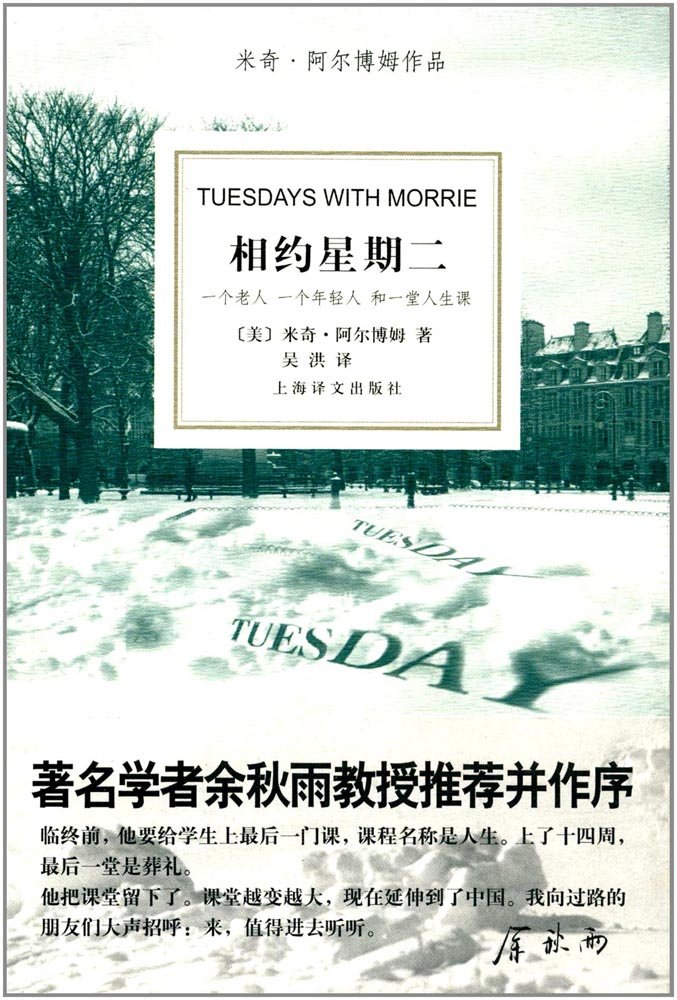 米奇·阿尔博姆作品
TUESDAYS WITH MORRIE
相约星期二
一个老人 一个年轻人 和一堂人生课
〔美〕米奇·阿尔博姆 著
吴 洪 译
上海译文出版社
TUESDAY
TUESDAY
著名学者余秋雨教授推荐并作序
临终前，他要给学生上最后一门课，课程名称是人生。上了十四周，
最后一堂是葬礼。
他把课堂留下了。课堂越变越大，现在延伸到了中国。我向过路的
朋友们大声招呼：来，值得进去听听。
余秋雨